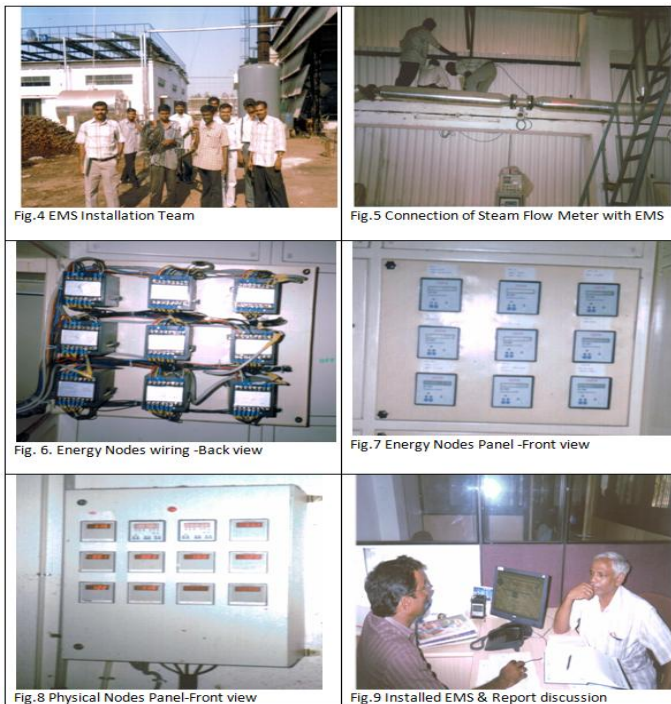 Fig.4 EMS Installation Team
Fig.5 Connection of Steam Flow Meter with EMS
Fig. 6. Energy Nodes wiring -Back view
Fig.7 Energy Nodes Panel -Front view
OFF
Fig.8 Physical Nodes Panel-Front view
Fig.9 Installed EMS & Report discussion